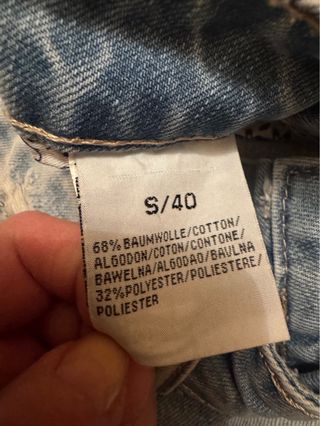 S/40
68% BAUMWOLLE/COTTON/
ALGODON/COTON/CONTONE/
BAWELNA/ALGODAO/BAULNA
32%POLYESTER/POLIESTERE/
POLIESTER